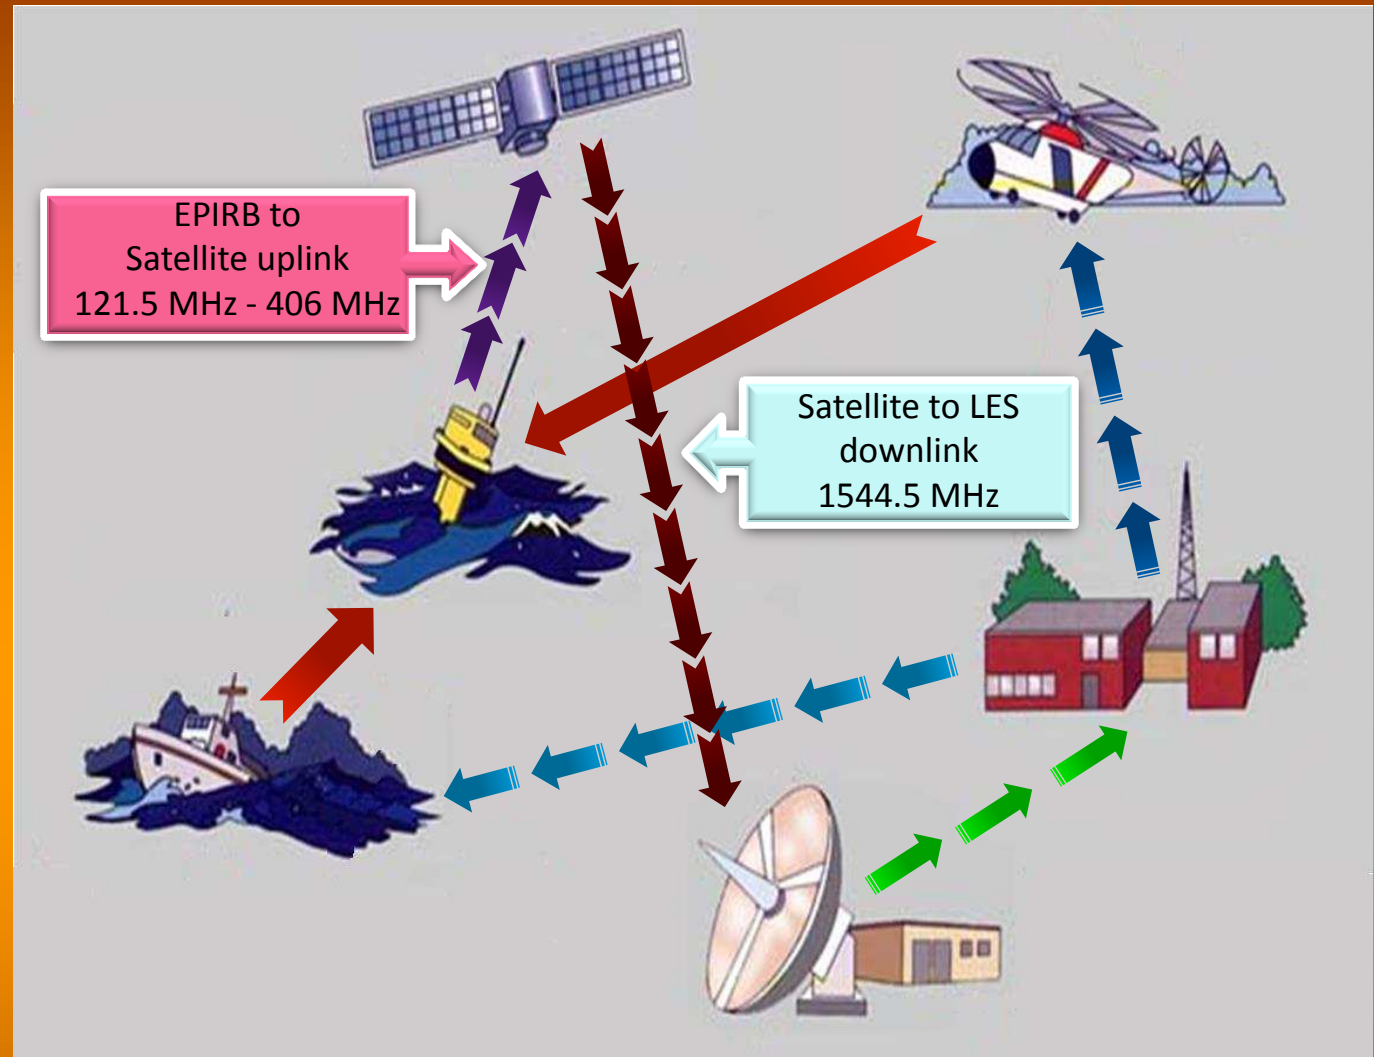 EPIRB to
Satellite uplink
121.5 MHz - 406 MHz
Satellite to LES
downlink
1544.5 MHz